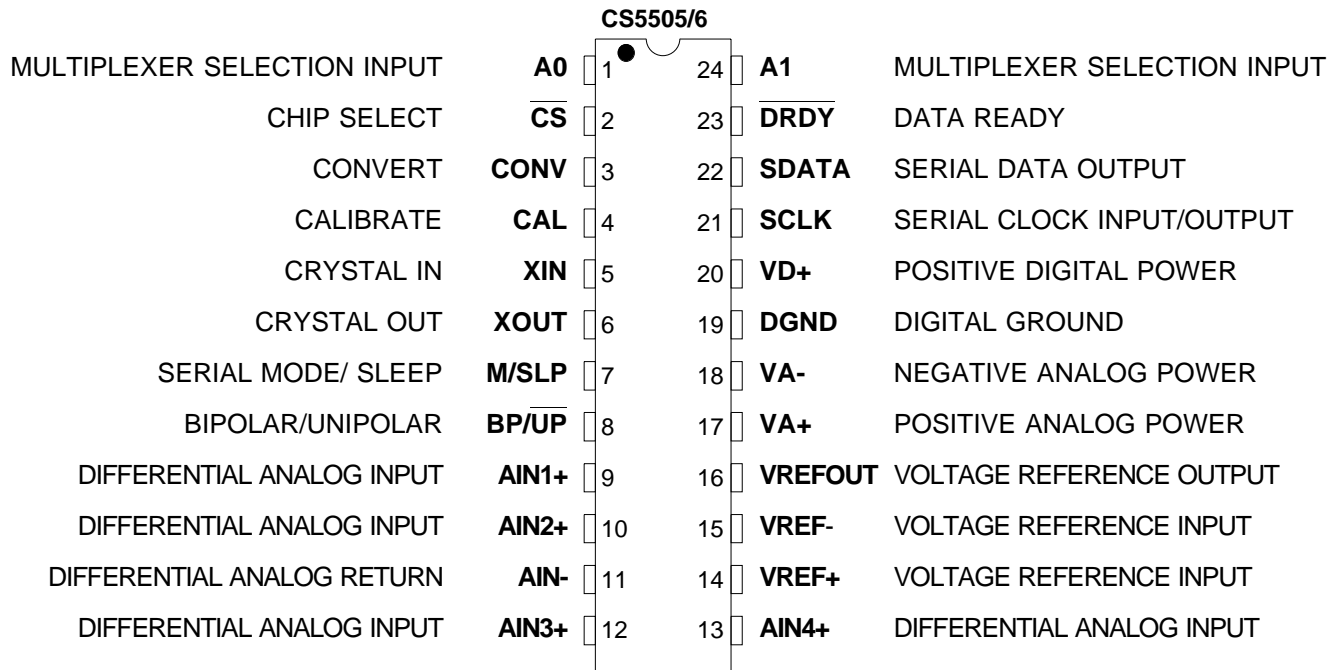 CS5505/6
MULTIPLEXER SELECTION INPUT A0 1 24 A1 MULTIPLEXER SELECTION INPUT
CHIP SELECT C̅S̅ 2 23 D̅R̅D̅Y̅ DATA READY
CONVERT CONV 3 22 SDATA SERIAL DATA OUTPUT
CALIBRATE CAL 4 21 SCLK SERIAL CLOCK INPUT/OUTPUT
CRYSTAL IN XIN 5 20 VD+ POSITIVE DIGITAL POWER
CRYSTAL OUT XOUT 6 19 DGND DIGITAL GROUND
SERIAL MODE/ SLEEP M/SLP 7 18 VA- NEGATIVE ANALOG POWER
BIPOLAR/UNIPOLAR BP/U̅P̅ 8 17 VA+ POSITIVE ANALOG POWER
DIFFERENTIAL ANALOG INPUT AIN1+ 9 16 VREFOUT VOLTAGE REFERENCE OUTPUT
DIFFERENTIAL ANALOG INPUT AIN2+ 10 15 VREF- VOLTAGE REFERENCE INPUT
DIFFERENTIAL ANALOG RETURN AIN- 11 14 VREF+ VOLTAGE REFERENCE INPUT
DIFFERENTIAL ANALOG INPUT AIN3+ 12 13 AIN4+ DIFFERENTIAL ANALOG INPUT